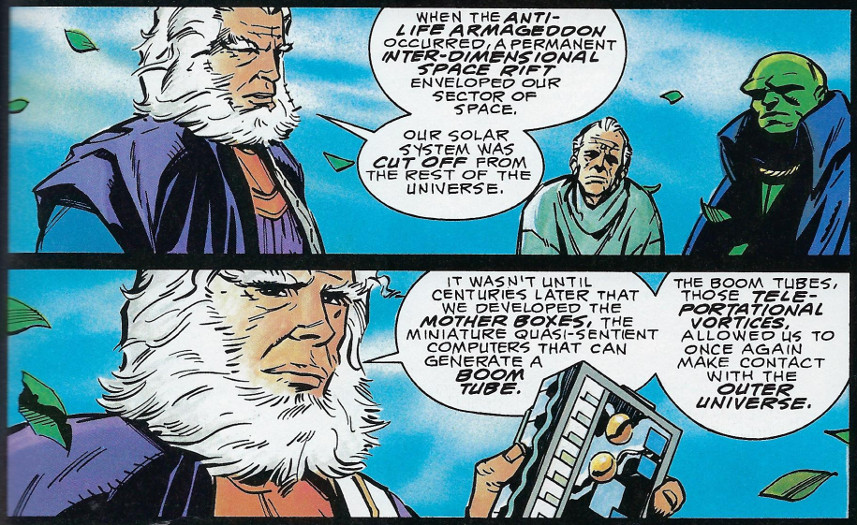 WHEN THE ANTI-
LIFE ARMAGEDDON
OCCURRED, A PERMANENT
INTER-DIMENSIONAL
SPACE RIFT
ENVELOPED OUR
SECTOR OF
SPACE.
OUR SOLAR
SYSTEM WAS
CUT OFF FROM
THE REST OF THE
UNIVERSE.
IT WASN'T UNTIL
CENTURIES LATER THAT
WE DEVELOPED THE
MOTHER BOXES, THE
MINIATURE QUASI-SENTIENT
COMPUTERS THAT CAN
GENERATE A
BOOM
TUBE.
THE BOOM TUBES,
THOSE TELE-
PORTATIONAL
VORTICES,
ALLOWED US TO
ONCE AGAIN
MAKE CONTACT
WITH THE
OUTER
UNIVERSE.